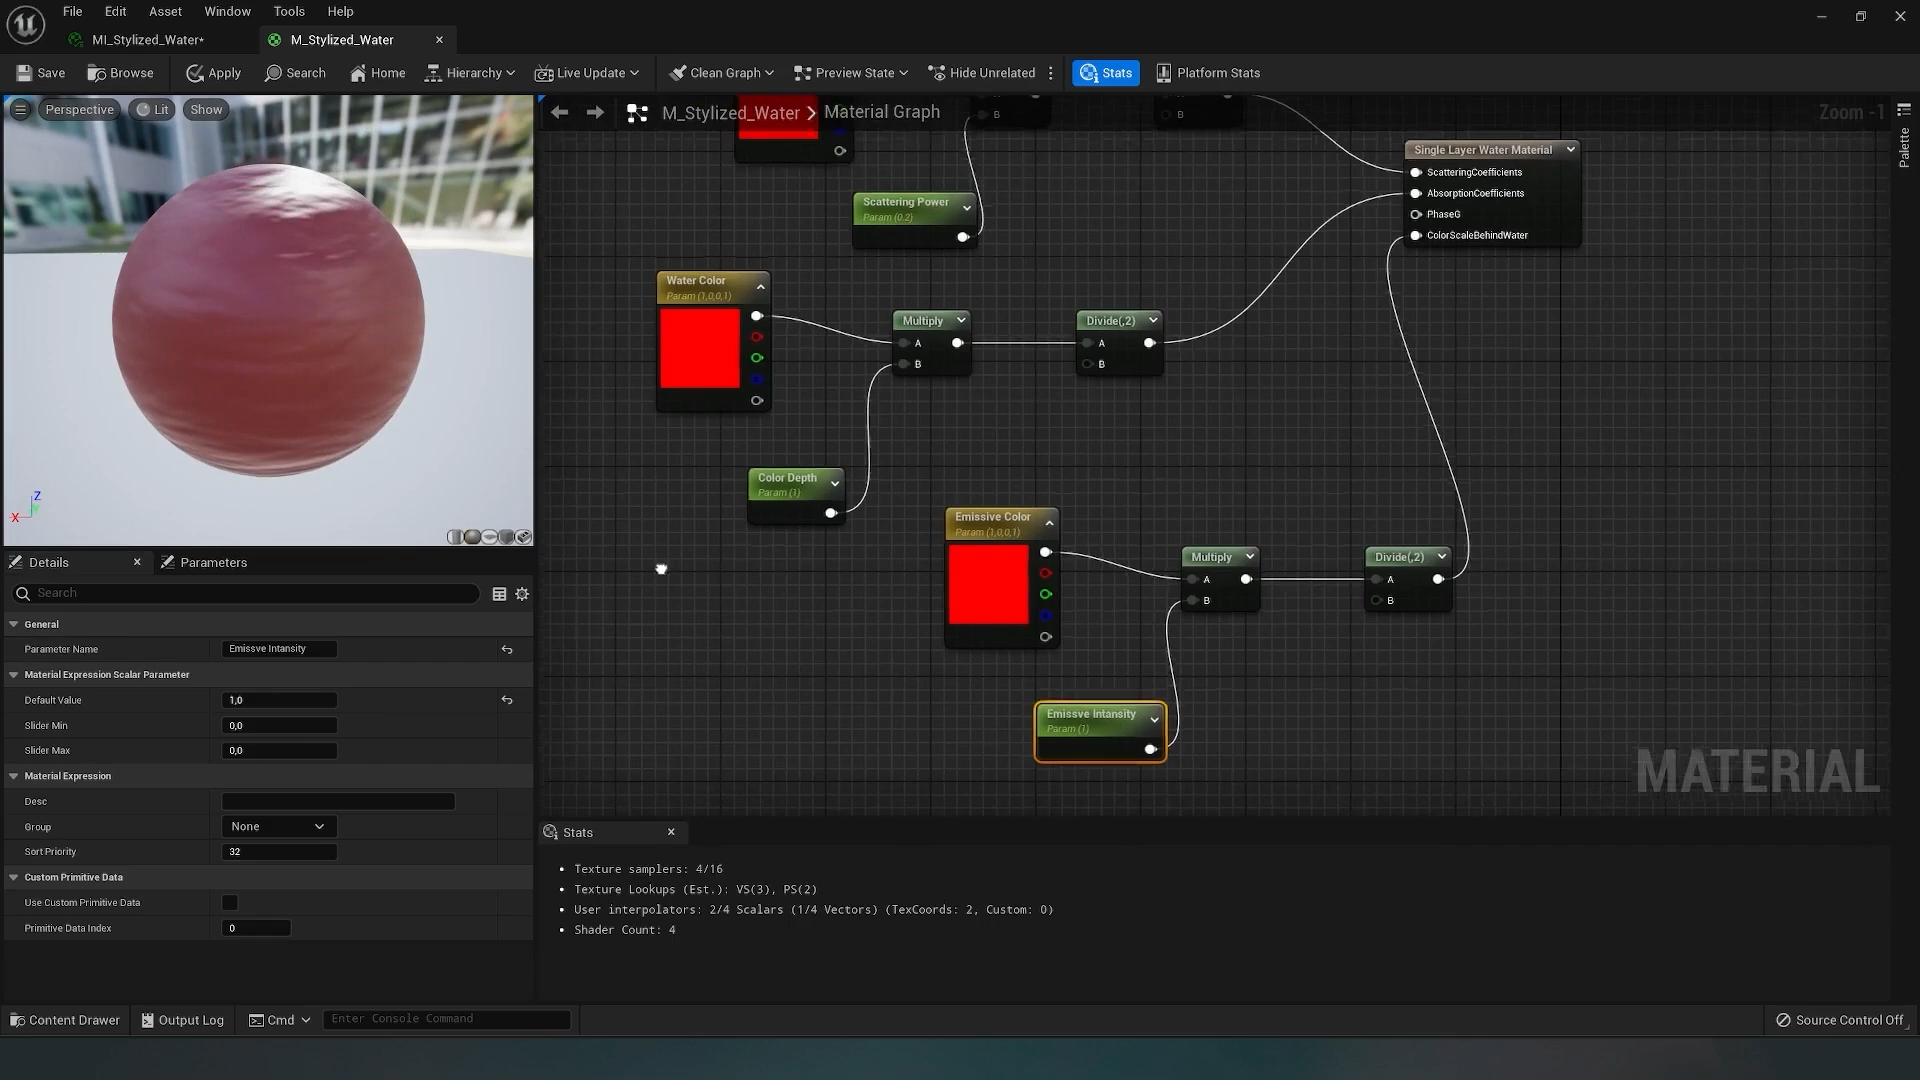 File Edit Asset Window Tools Help
MI_Stylized_Water* M_Stylized_Water
Save Browse Apply Search Home Hierarchy Live Update Clean Graph Preview State Hide Unrelated Stats Platform Stats
Perspective Lit Show
M_Stylized_Water Material Graph Zoom -1
Palette
B
B
Single Layer Water Material
ScatteringCoefficients
AbsorptionCoefficients
PhaseG
ColorScaleBehindWater
Scattering Power
Param (0.2)
Water Color
Param (1,0,0,1)
Multiply
A
B
Divide(,2)
A
B
Color Depth
Param (1)
Emissive Color
Param (1,0,0,1)
Multiply
A
B
Divide(,2)
A
B
Emissve Intansity
Param (1)
MATERIAL
Z
Y
X
Details Parameters
Search
General
Parameter Name Emissve Intansity
Material Expression Scalar Parameter
Default Value 1,0
Slider Min 0,0
Slider Max 0,0
Material Expression
Desc
Group None
Sort Priority 32
Custom Primitive Data
Use Custom Primitive Data
Primitive Data Index 0
Stats
• Texture samplers: 4/16
• Texture Lookups (Est.): VS(3), PS(2)
• User interpolators: 2/4 Scalars (1/4 Vectors) (TexCoords: 2, Custom: 0)
• Shader Count: 4
Content Drawer Output Log Cmd Enter Console Command Source Control Off